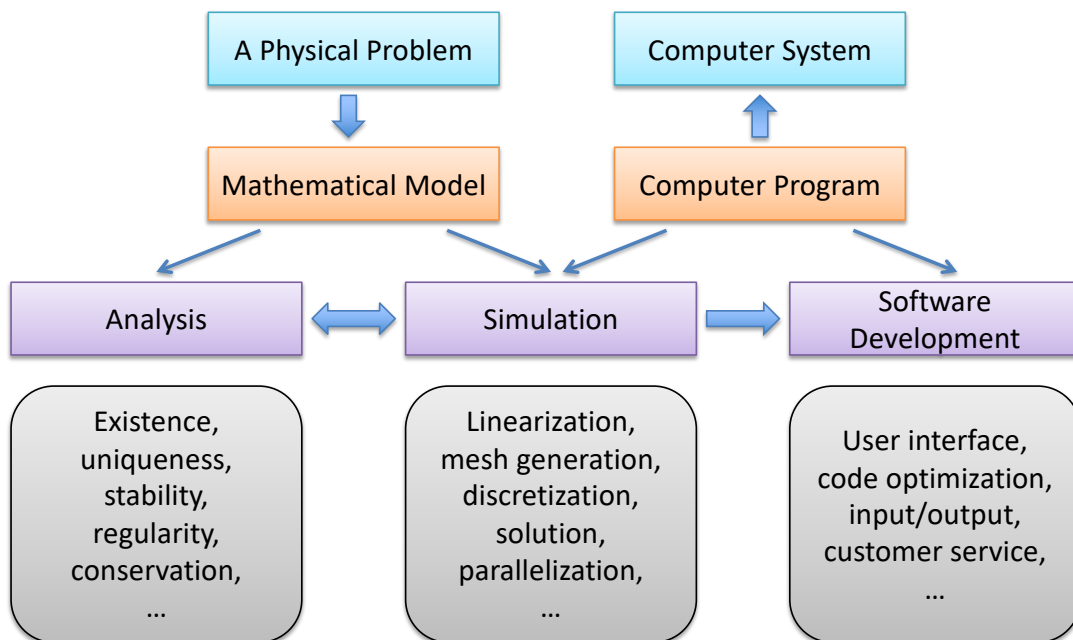 A Physical Problem
Computer System
Mathematical Model
Computer Program
Analysis
Simulation
Software
Development
Existence,
uniqueness,
stability,
regularity,
conservation,
...
Linearization,
mesh generation,
discretization,
solution,
parallelization,
...
User interface,
code optimization,
input/output,
customer service,
...